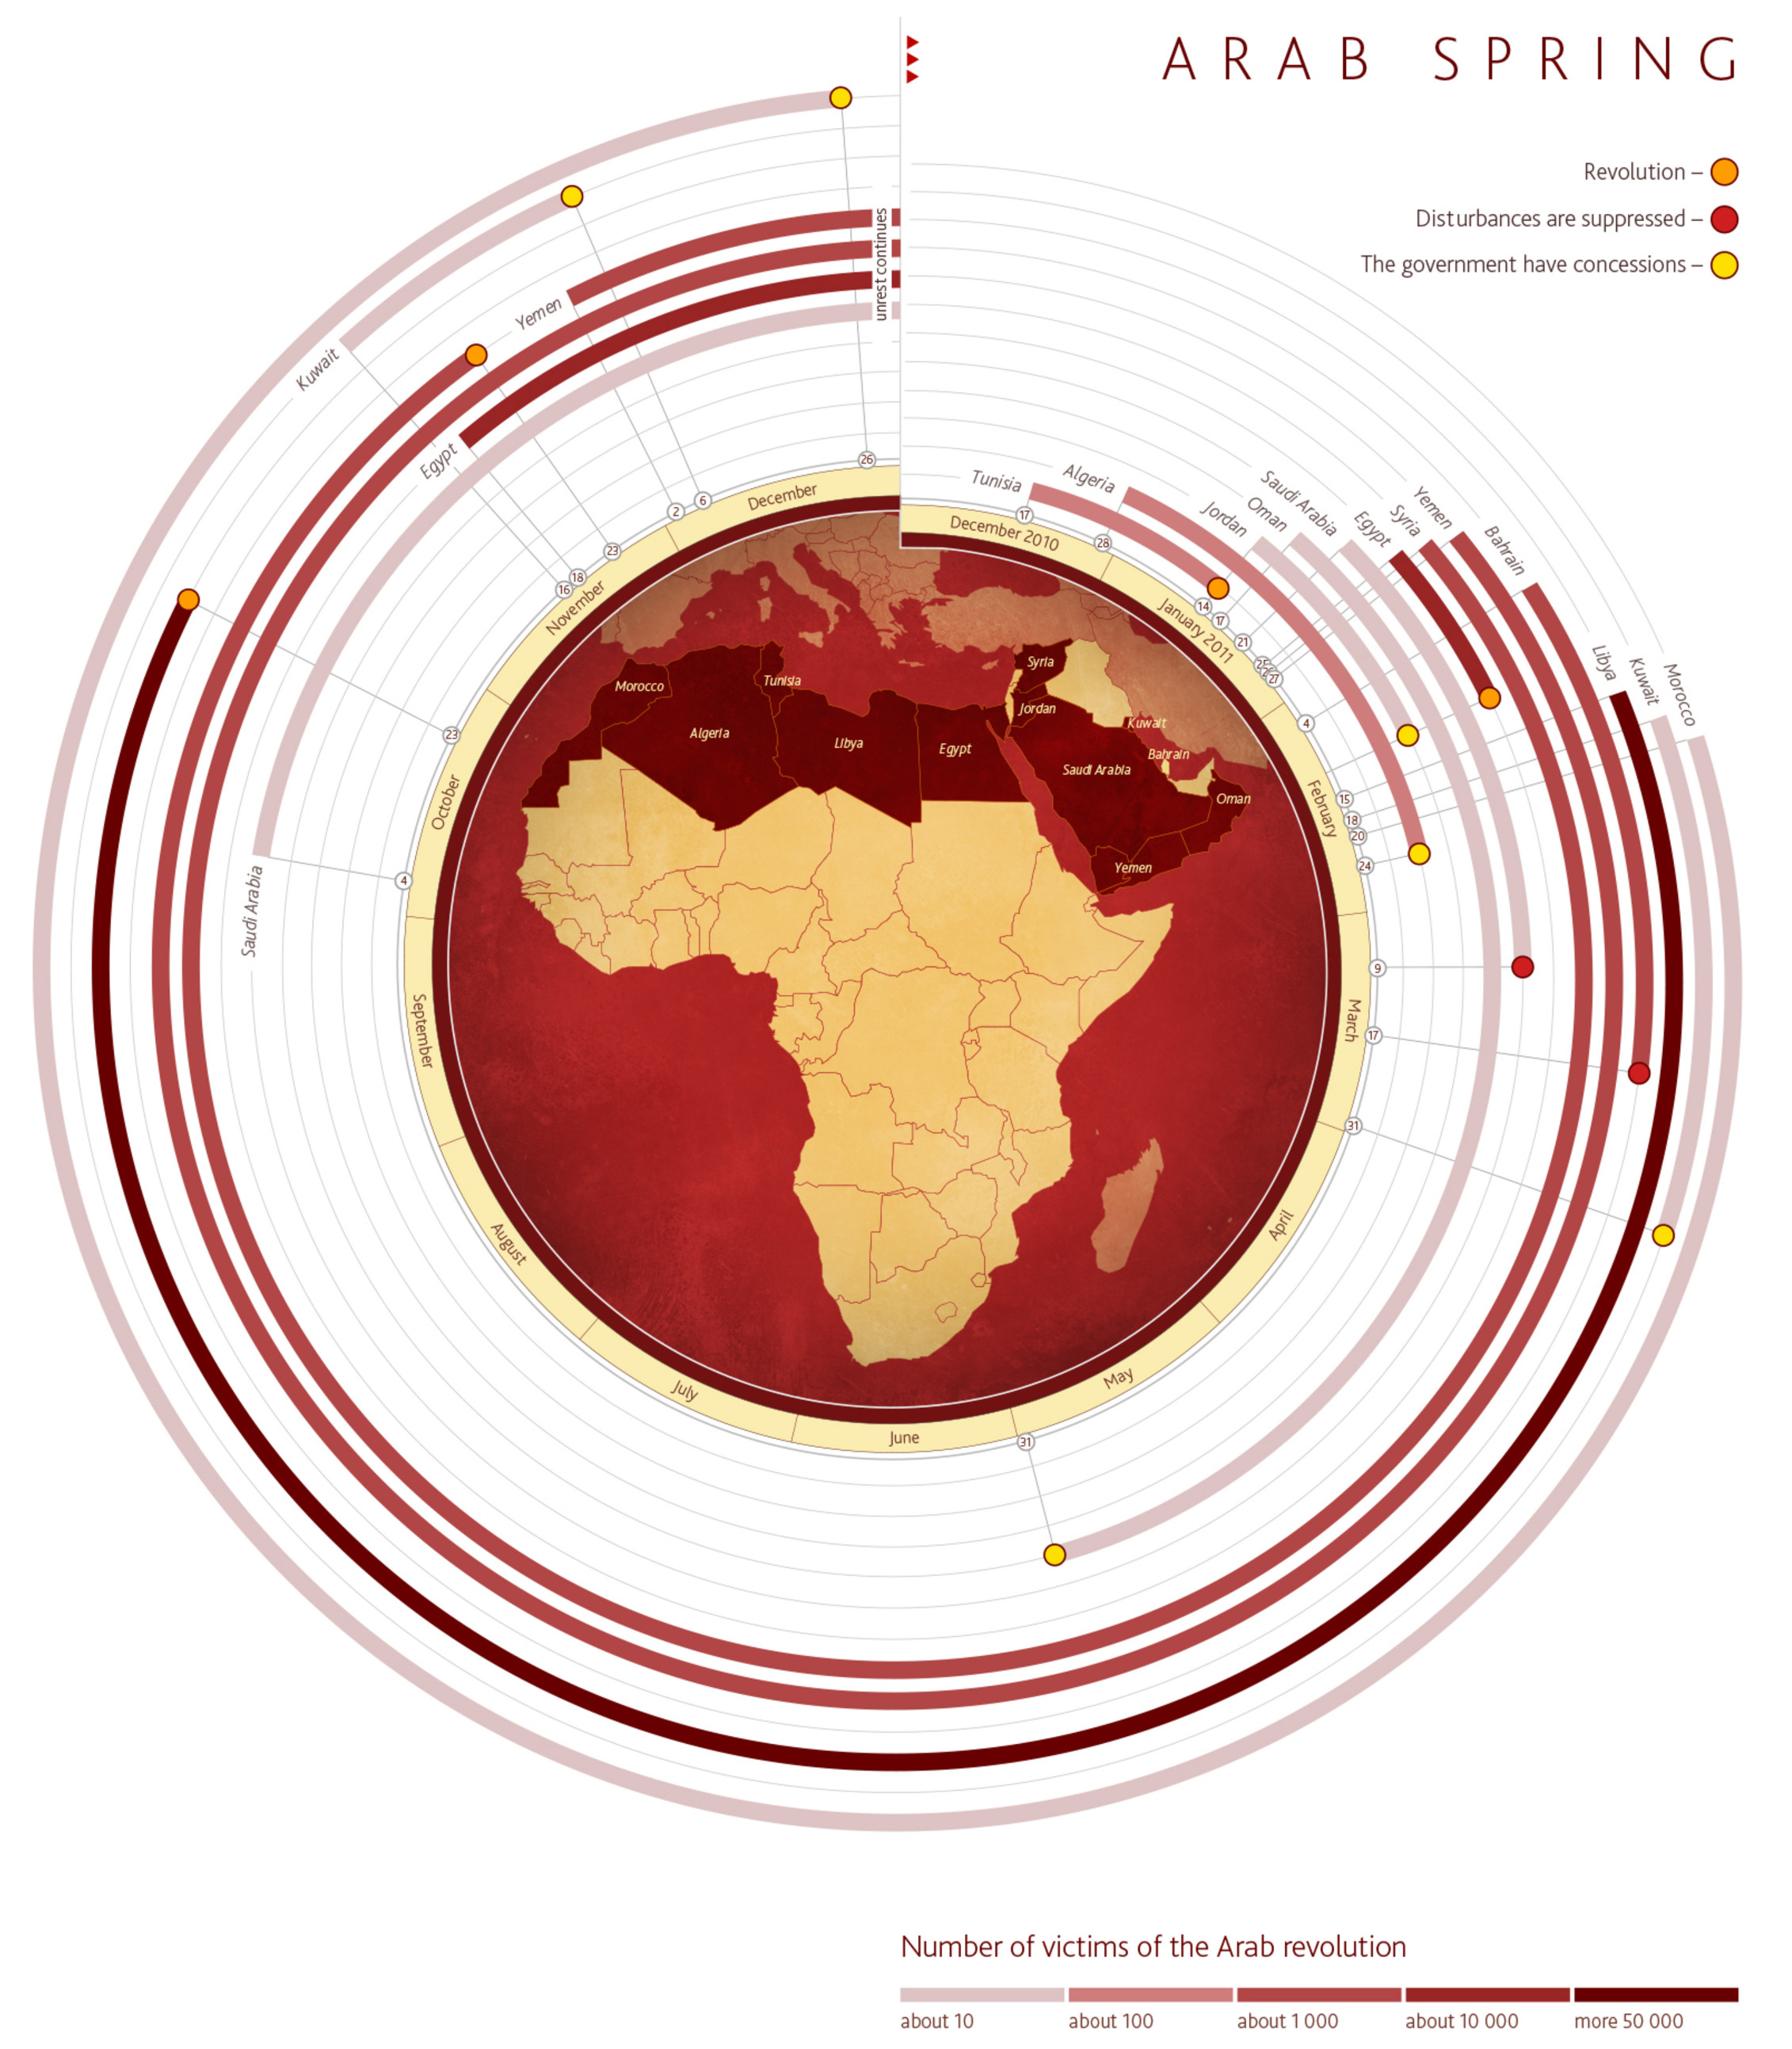 ARAB SPRING
Revolution –
Disturbances are suppressed –
The government have concessions –
unrest continues
Yemen
Kuwait
Egypt
Saudi Arabia
Tunisia
Algeria
Jordan
Oman
Saudi Arabia
Egypt
Syria
Yemen
Bahrain
Libya
Kuwait
Morocco
December 2010
January 2011
February
March
April
May
June
July
August
September
October
November
December
17
28
14
17
21
25
27
4
15
18
20
24
9
17
31
31
4
23
16
18
23
2
6
26
Morocco
Algeria
Tunisia
Libya
Egypt
Syria
Jordan
Kuwait
Bahrain
Saudi Arabia
Oman
Yemen
Number of victims of the Arab revolution
about 10
about 100
about 1 000
about 10 000
more 50 000